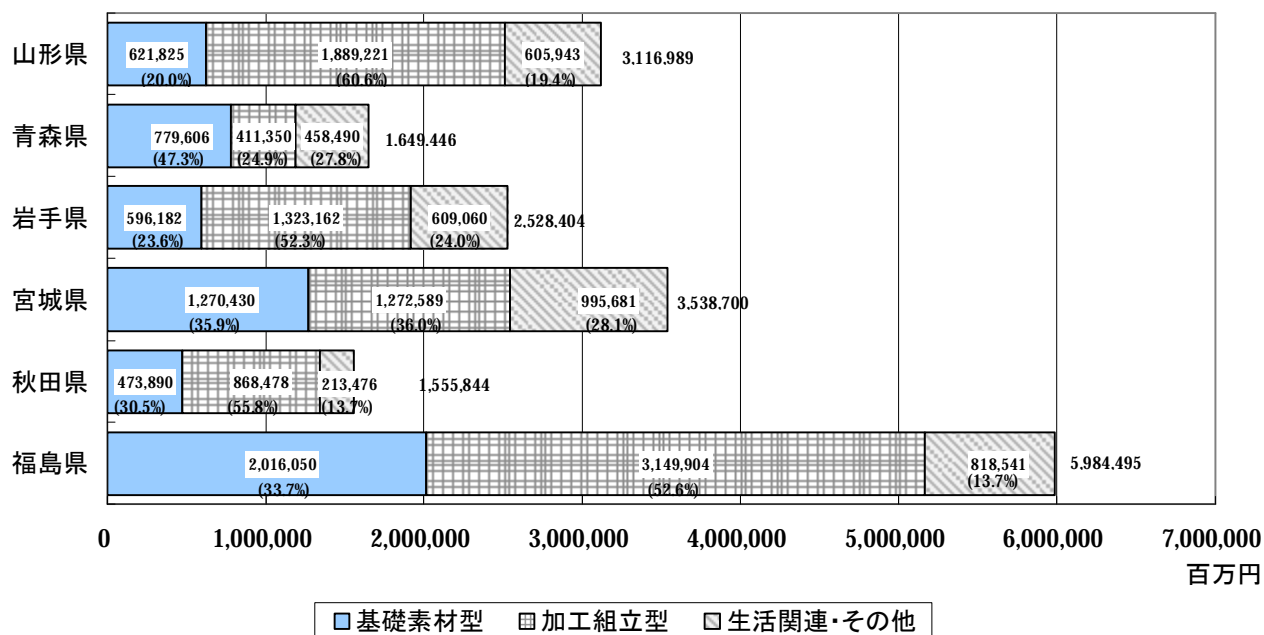 山形県 621,825 1,889,221 605,943 3,116,989
(20.0%) (60.6%) (19.4%)
青森県 779,606 411,350 458,490 1.649.446
(47.3%) (24.9%) (27.8%)
岩手県 596,182 1,323,162 609,060 2,528,404
(23.6%) (52.3%) (24.0%)
宮城県 1,270,430 1,272,589 995,681 3,538,700
(35.9%) (36.0%) (28.1%)
秋田県 473,890 868,478 213,476 1,555,844
(30.5%) (55.8%) (13.7%)
福島県 2,016,050 3,149,904 818,541 5,984,495
(33.7%) (52.6%) (13.7%)
0 1,000,000 2,000,000 3,000,000 4,000,000 5,000,000 6,000,000 7,000,000
百万円
基礎素材型 加工組立型 生活関連・その他